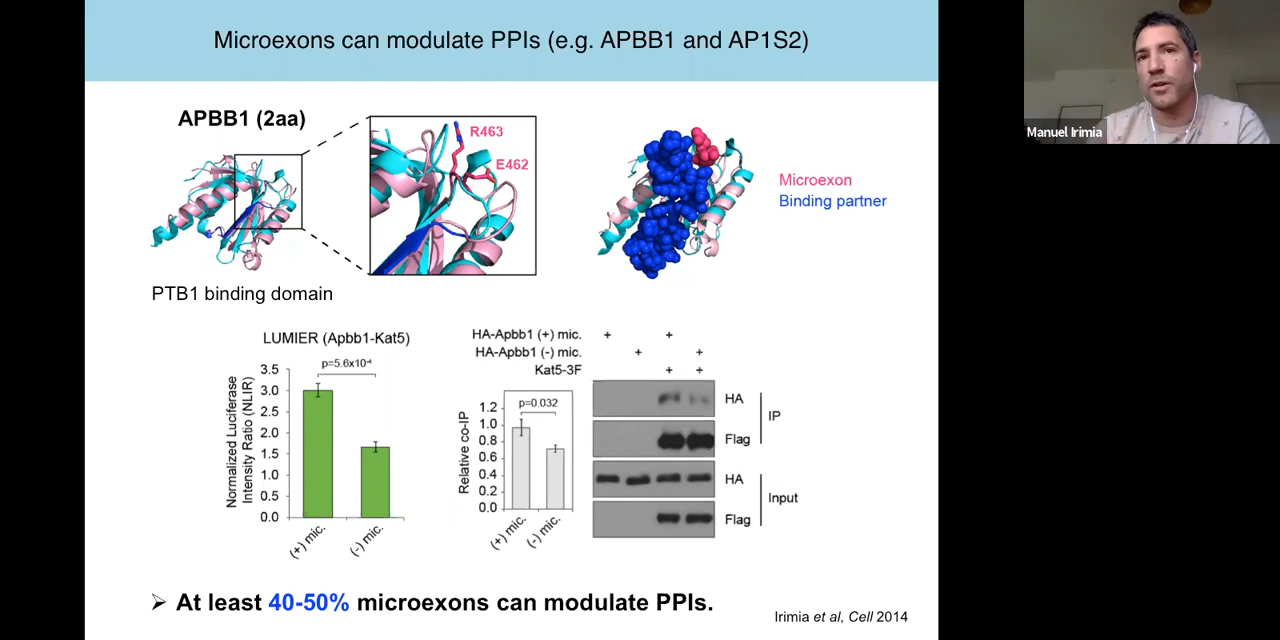 Microexons can modulate PPIs (e.g. APBB1 and AP1S2)
Manuel Irimia
APBB1 (2aa)
R463
E462
Microexon
Binding partner
PTB1 binding domain
LUMIER (Apbb1-Kat5)
p=5.6x10⁻⁴
Normalized Luciferase
Intensity Ratio (NLIR)
3.5
3.0
2.5
2.0
1.5
1.0
0.5
0.0
(+) mic.
(-) mic.
HA-Apbb1 (+) mic. + +
HA-Apbb1 (-) mic. + +
Kat5-3F + +
p=0.032
Relative co-IP
1.2
1.0
0.8
0.6
0.4
0.2
0.0
(+) mic.
(-) mic.
HA
Flag
IP
HA
Flag
Input
➢ At least 40-50% microexons can modulate PPIs.
Irimia et al, Cell 2014